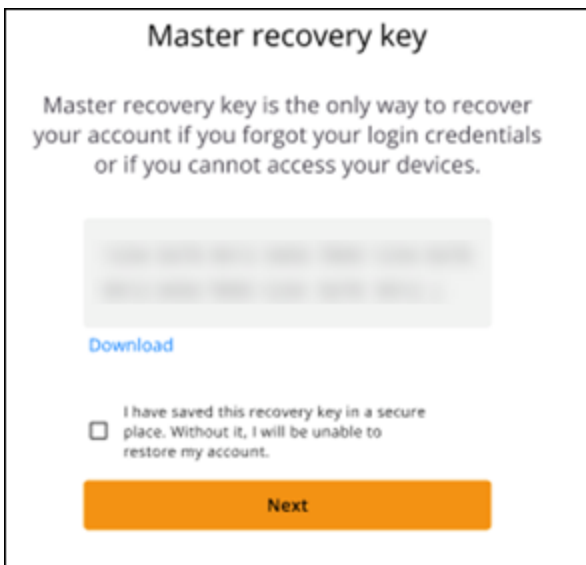 Master recovery key
Master recovery key is the only way to recover
your account if you forgot your login credentials
or if you cannot access your devices.
Download
I have saved this recovery key in a secure
place. Without it, I will be unable to
restore my account.
Next